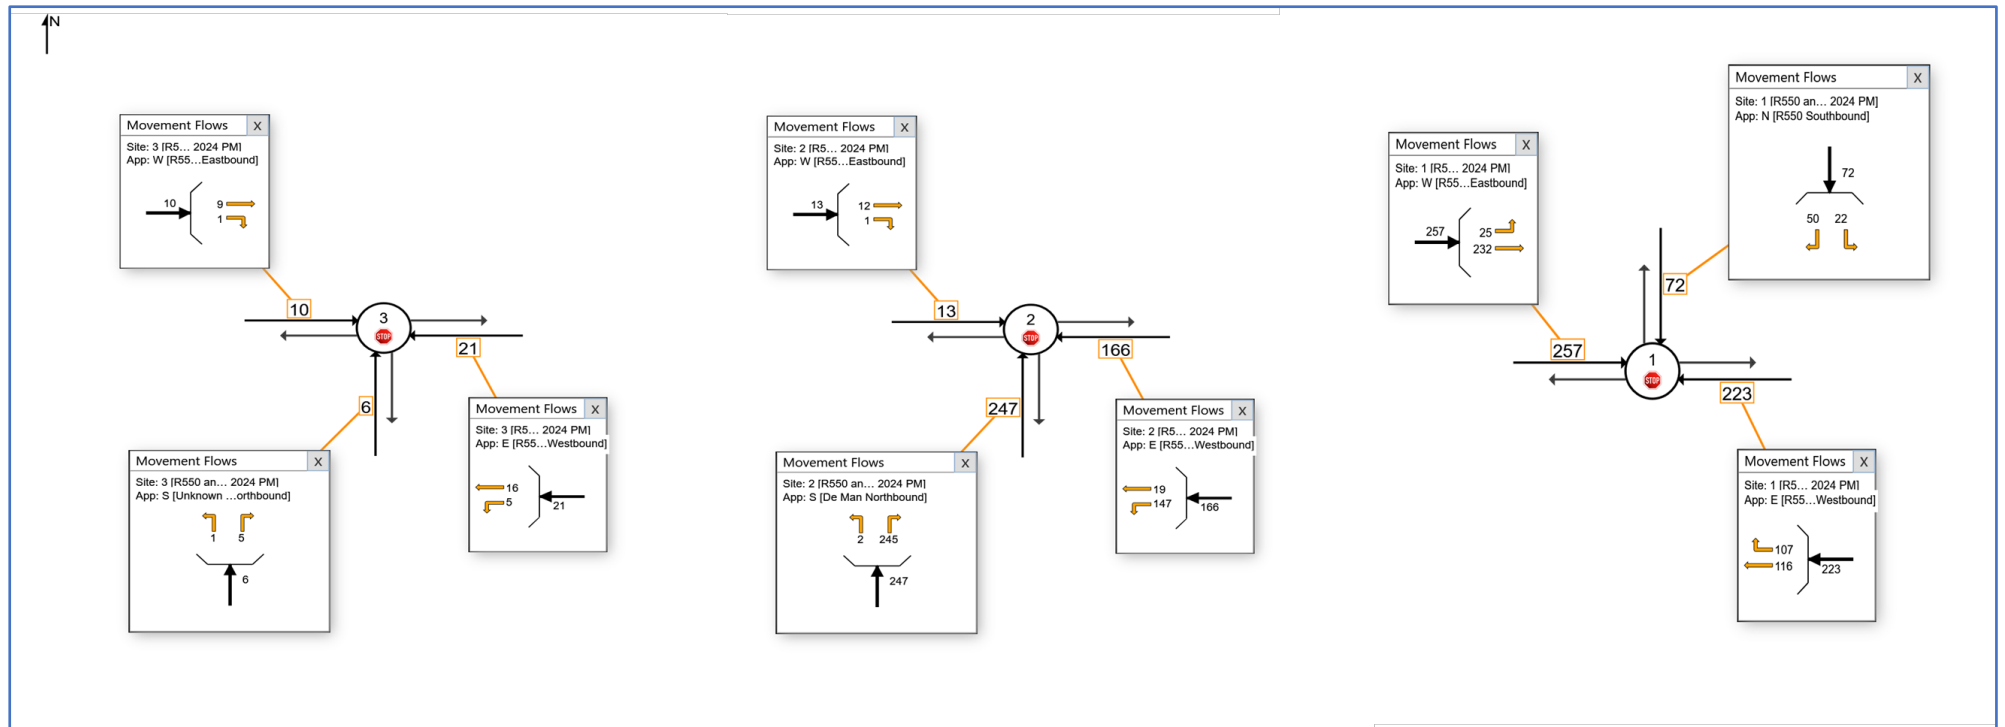 N
Movement Flows X
Site: 3 [R5... 2024 PM]
App: W [R55...Eastbound]
10
9
1
10
3
STOP
21
6
Movement Flows X
Site: 3 [R5... 2024 PM]
App: E [R55...Westbound]
16
5
21
Movement Flows X
Site: 3 [R550 an... 2024 PM]
App: S [Unknown ...orthbound]
1 5
6
Movement Flows X
Site: 2 [R5... 2024 PM]
App: W [R55...Eastbound]
13
12
1
13
2
STOP
166
247
Movement Flows X
Site: 2 [R5... 2024 PM]
App: E [R55...Westbound]
19
147
166
Movement Flows X
Site: 2 [R550 an... 2024 PM]
App: S [De Man Northbound]
2 245
247
Movement Flows X
Site: 1 [R5... 2024 PM]
App: W [R55...Eastbound]
257
25
232
Movement Flows X
Site: 1 [R550 an... 2024 PM]
App: N [R550 Southbound]
72
50 22
72
257
1
STOP
223
Movement Flows X
Site: 1 [R5... 2024 PM]
App: E [R55...Westbound]
107
116
223